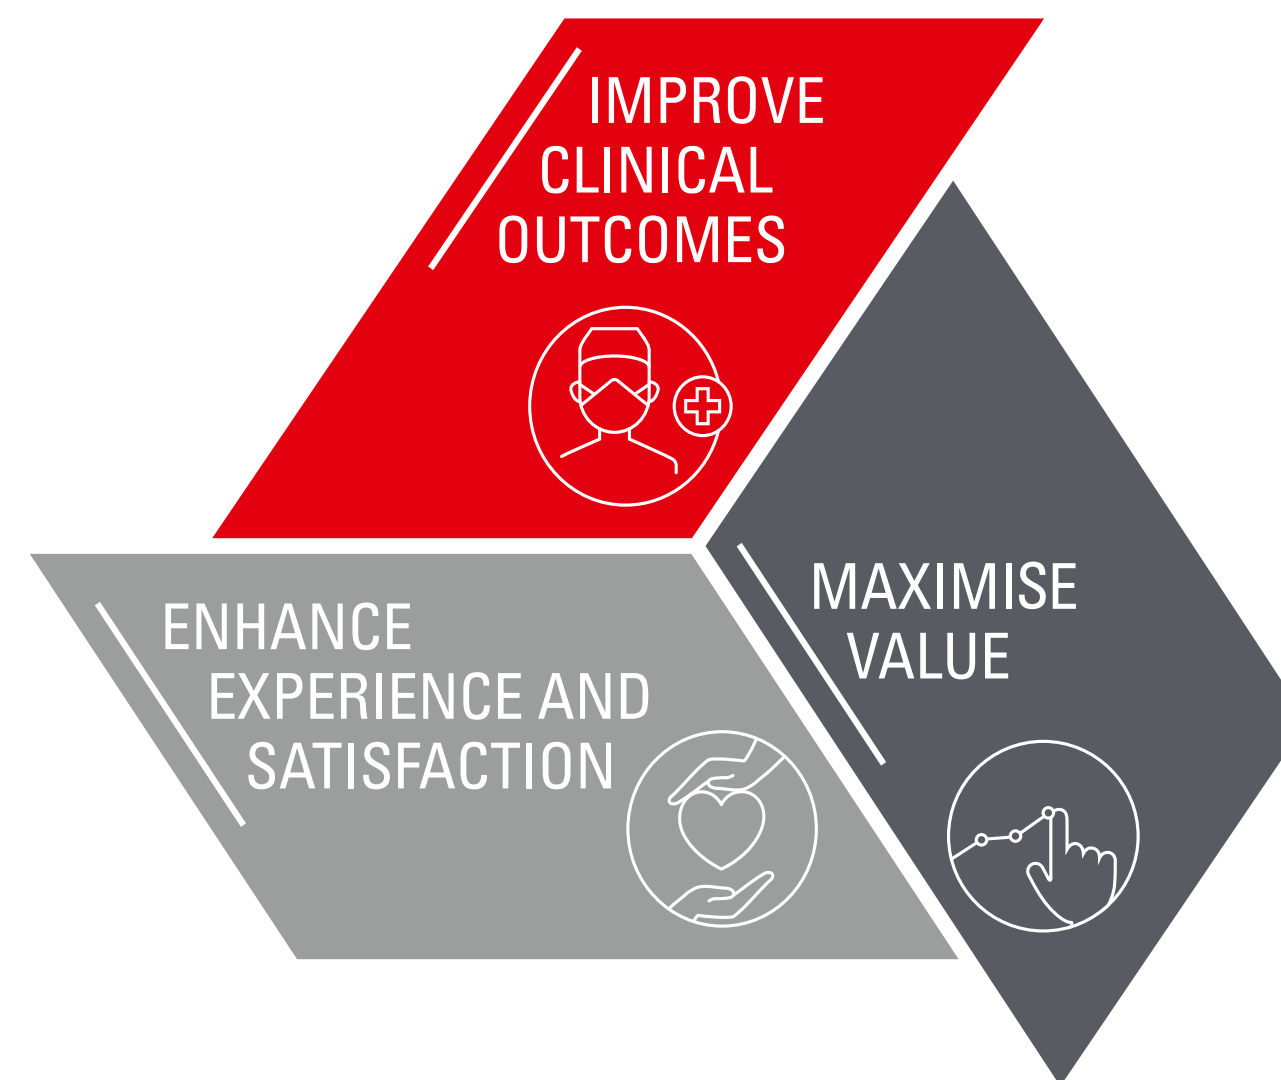 IMPROVE
CLINICAL
OUTCOMES
ENHANCE
EXPERIENCE AND
SATISFACTION
MAXIMISE
VALUE